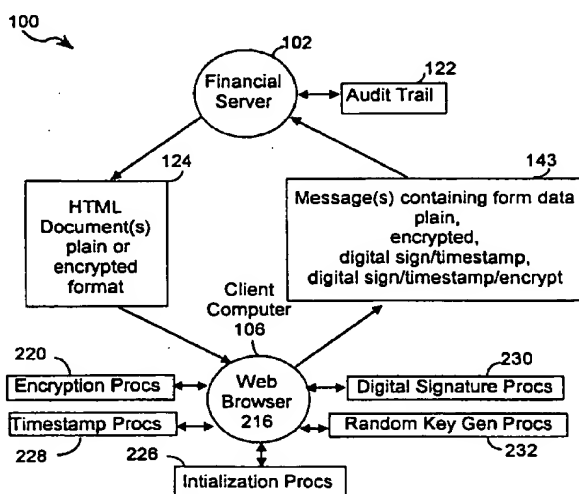 100
102
Financial
Server
122
Audit Trail
124
HTML
Document(s)
plain or
encrypted
format
143
Message(s) containing form data
plain,
encrypted,
digital sign/timestamp,
digital sign/timestamp/encrypt
Client
Computer
106
Web
Browser
216
220
Encryption Procs
Timestamp Procs
228
226
Intialization Procs
230
Digital Signature Procs
Random Key Gen Procs
232